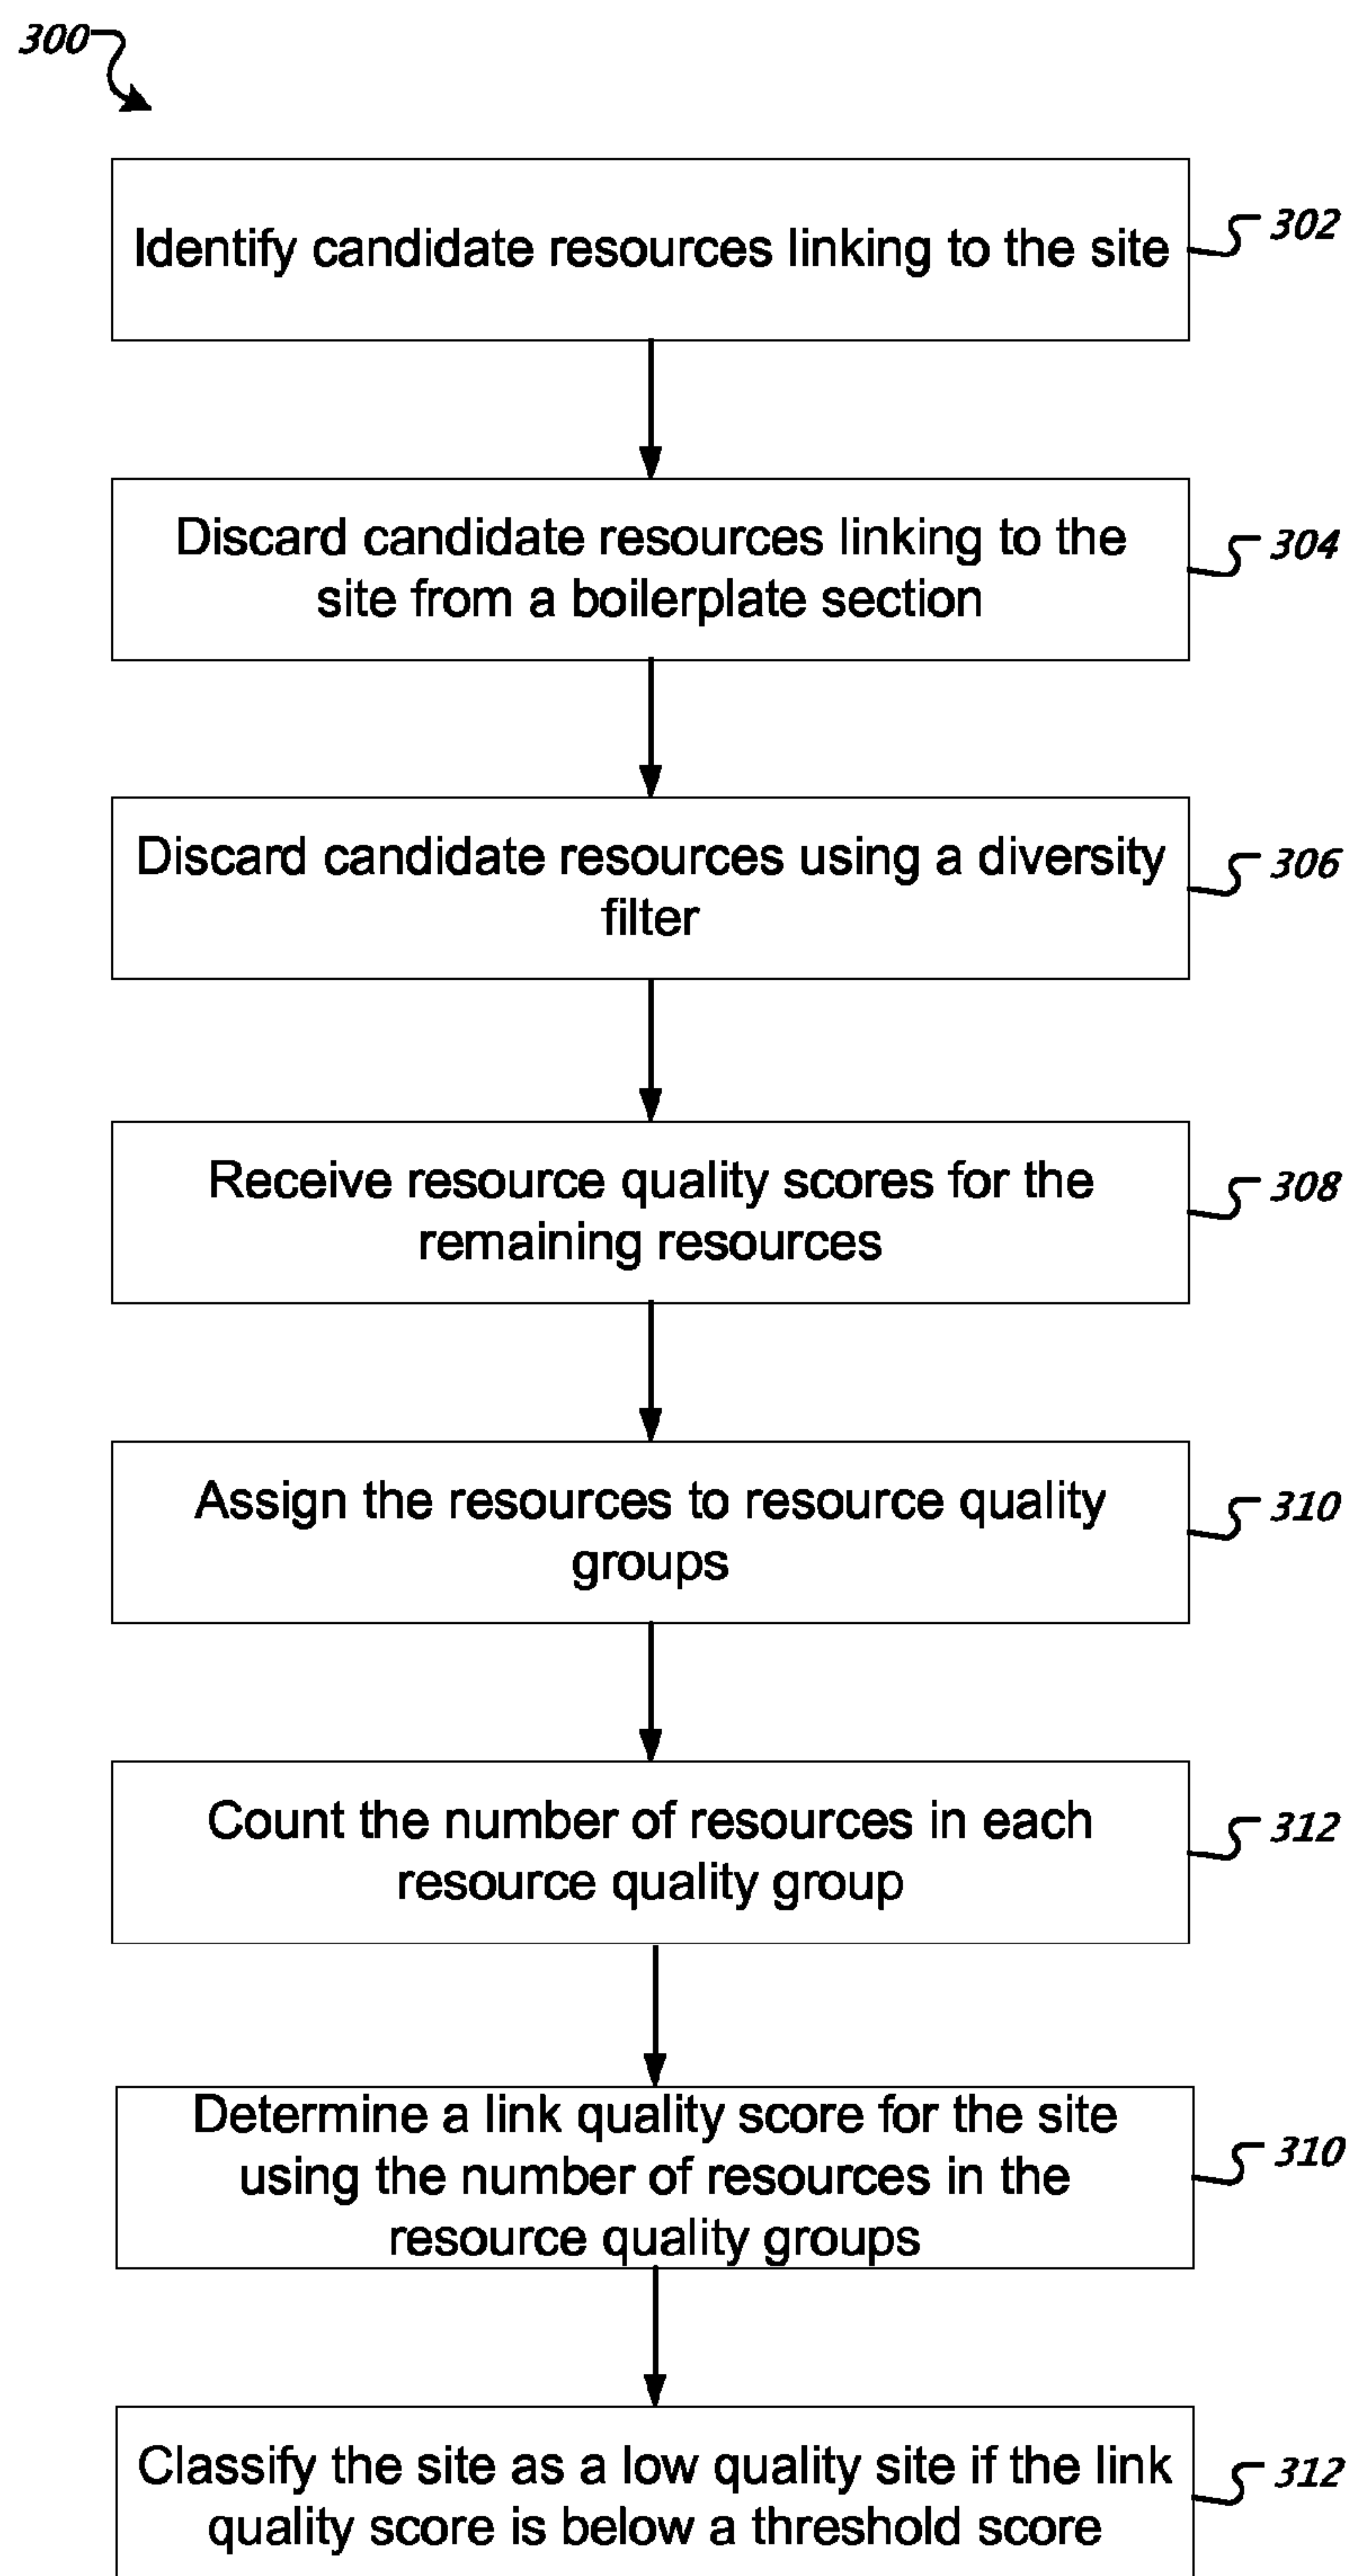 300
Identify candidate resources linking to the site
302
Discard candidate resources linking to the
site from a boilerplate section
304
Discard candidate resources using a diversity
filter
306
Receive resource quality scores for the
remaining resources
308
Assign the resources to resource quality
groups
310
Count the number of resources in each
resource quality group
312
Determine a link quality score for the site
using the number of resources in the
resource quality groups
310
Classify the site as a low quality site if the link
quality score is below a threshold score
312